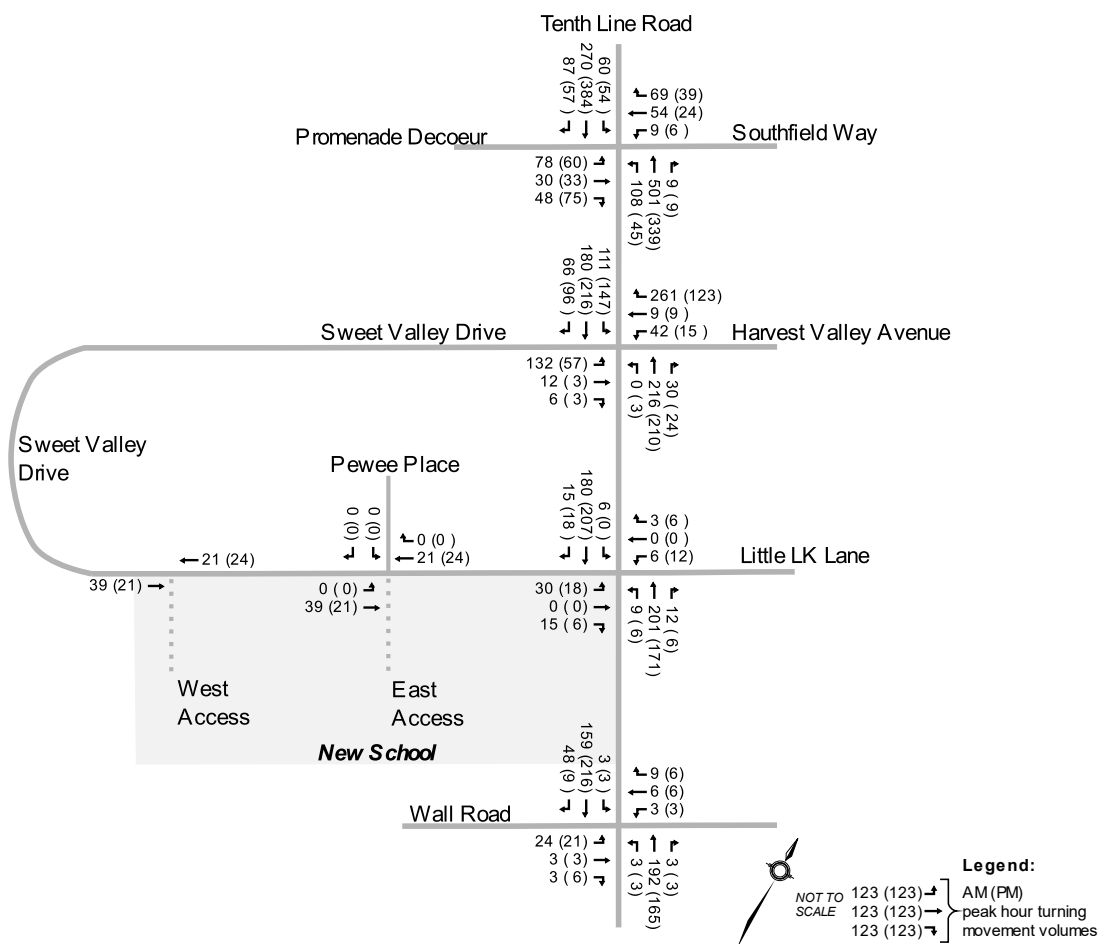 Tenth Line Road
87 (57 )
270 (384)
60 (54 )
69 (39)
54 (24)
9 (6 )
Promenade Decoeur
Southfield Way
78 (60)
30 (33)
48 (75)
108 ( 45)
501 (339)
9 ( 9)
66 (96 )
180 (216)
111 (147)
261 (123)
9 (9 )
42 (15 )
Sweet Valley Drive
Harvest Valley Avenue
132 (57)
12 ( 3)
6 ( 3)
0 ( 3)
216 (210)
30 ( 24)
Sweet Valley
Drive
Pewee Place
0 (0 )
0 (0 )
0 (0 )
21 (24)
15 (18 )
180 (207)
6 (0 )
3 (6 )
0 (0 )
6 (12)
Little LK Lane
21 (24)
39 (21)
0 ( 0)
39 (21)
30 (18)
0 ( 0)
15 ( 6)
9 ( 6)
201 (171)
12 ( 6)
West
Access
East
Access
New School
48 (9 )
159 (216)
3 (3 )
9 (6)
6 (6)
3 (3)
Wall Road
24 (21)
3 ( 3)
3 ( 6)
3 ( 3)
192 (165)
3 ( 3)
Legend:
NOT TO
SCALE
123 (123)
123 (123)
123 (123)
AM (PM)
peak hour turning
movement volumes